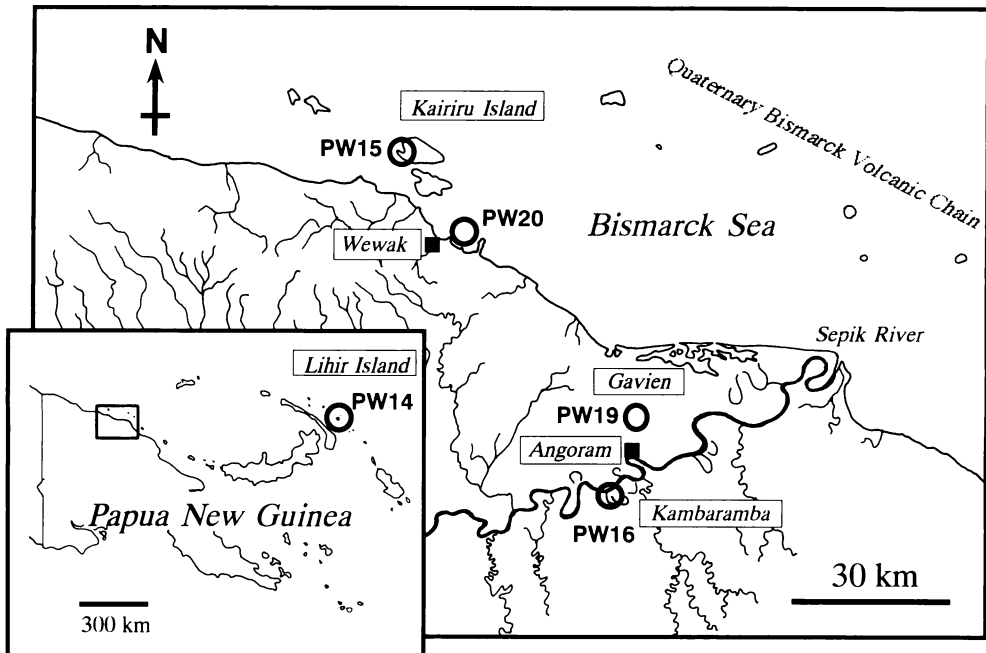 N
Kairiru Island
Quaternary Bismarck Volcanic Chain
PW15
PW20
Bismarck Sea
Wewak
Sepik River
Lihir Island
Gavien
PW14
PW19
Angoram
Papua New Guinea
Kambaramba
PW16
30 km
300 km